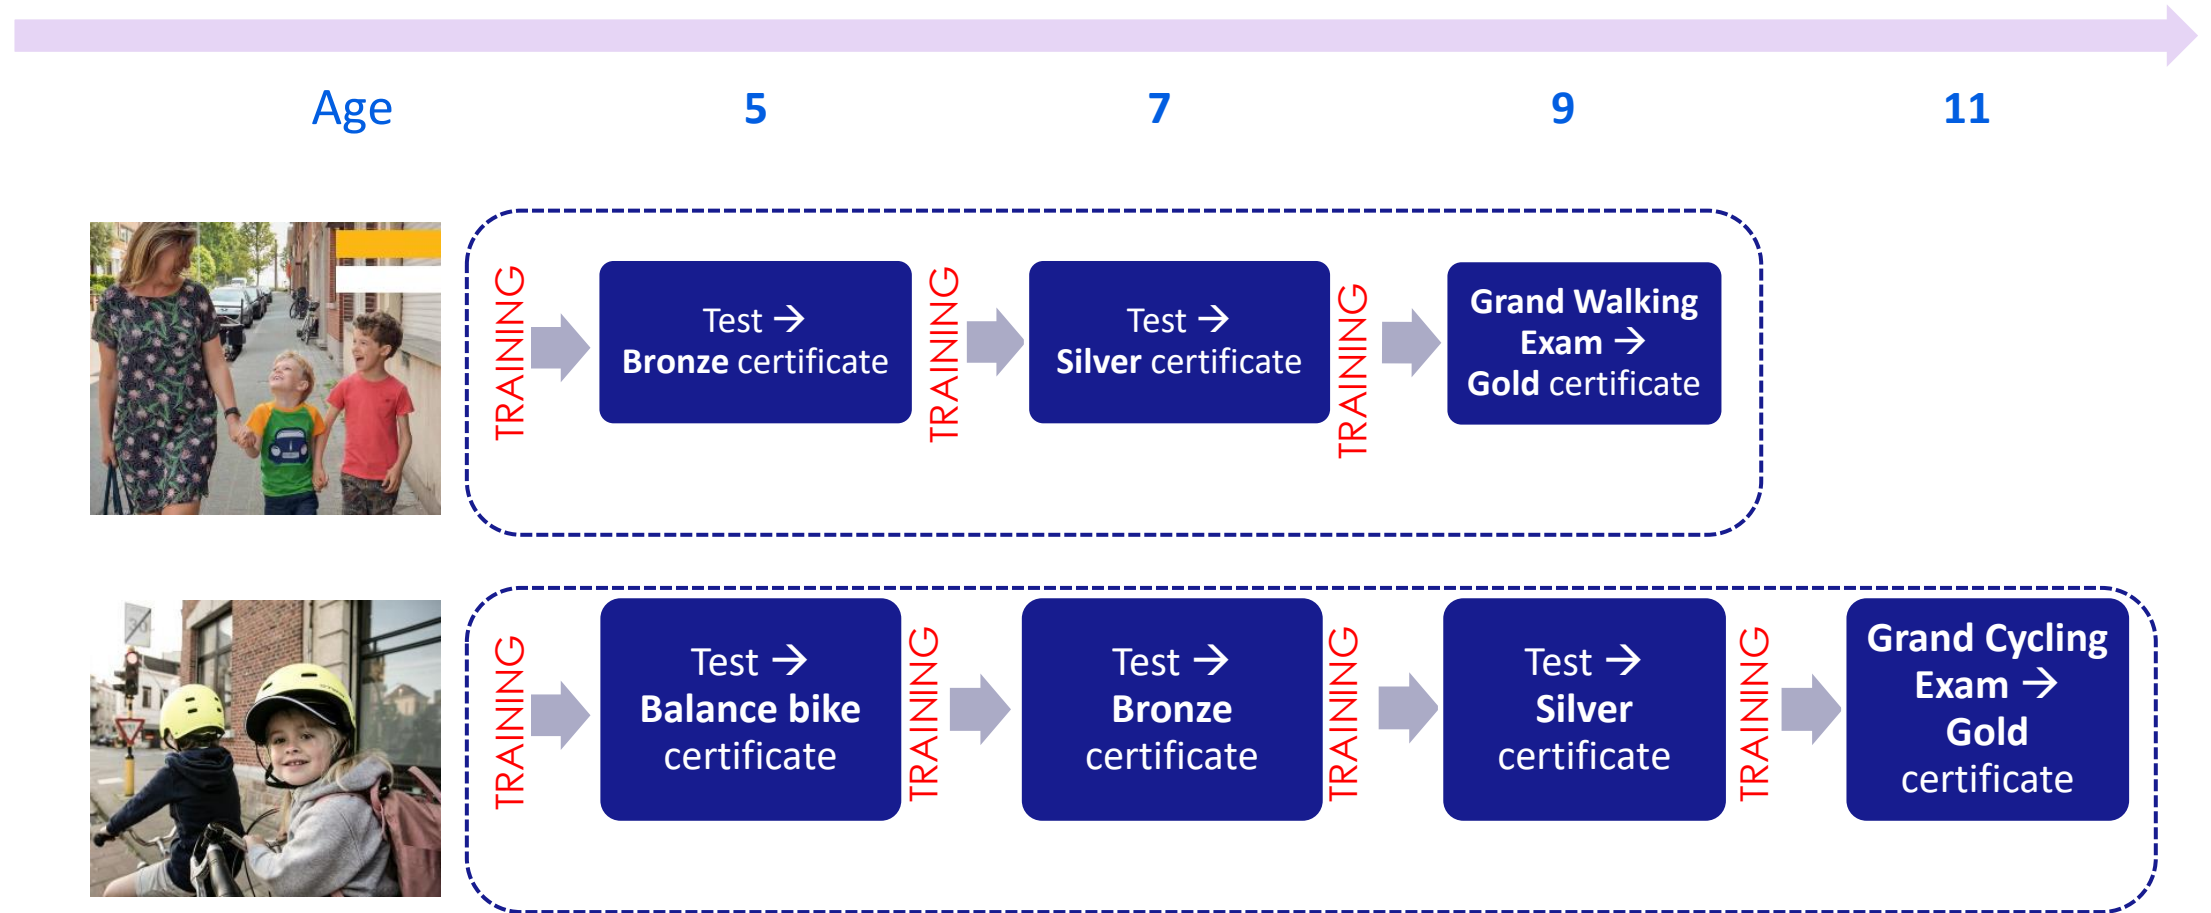 Age 5 7 9 11
TRAINING
Test →
Bronze certificate
TRAINING
Test →
Silver certificate
TRAINING
Grand Walking
Exam →
Gold certificate
TRAINING
Test →
Balance bike
certificate
TRAINING
Test →
Bronze
certificate
TRAINING
Test →
Silver
certificate
TRAINING
Grand Cycling
Exam →
Gold
certificate
30